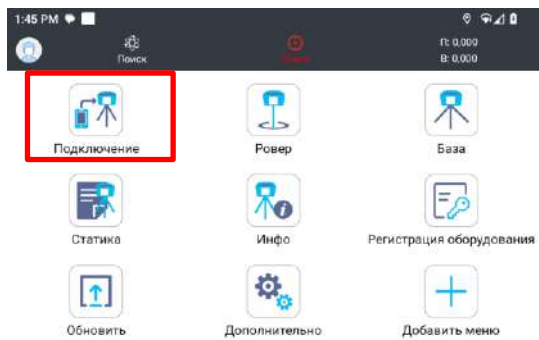 1:45 PM
Поиск
П: 0,000
В: 0,000
Подключение
Ровер
База
Статика
Инфо
Регистрация оборудования
Обновить
Дополнительно
Добавить меню